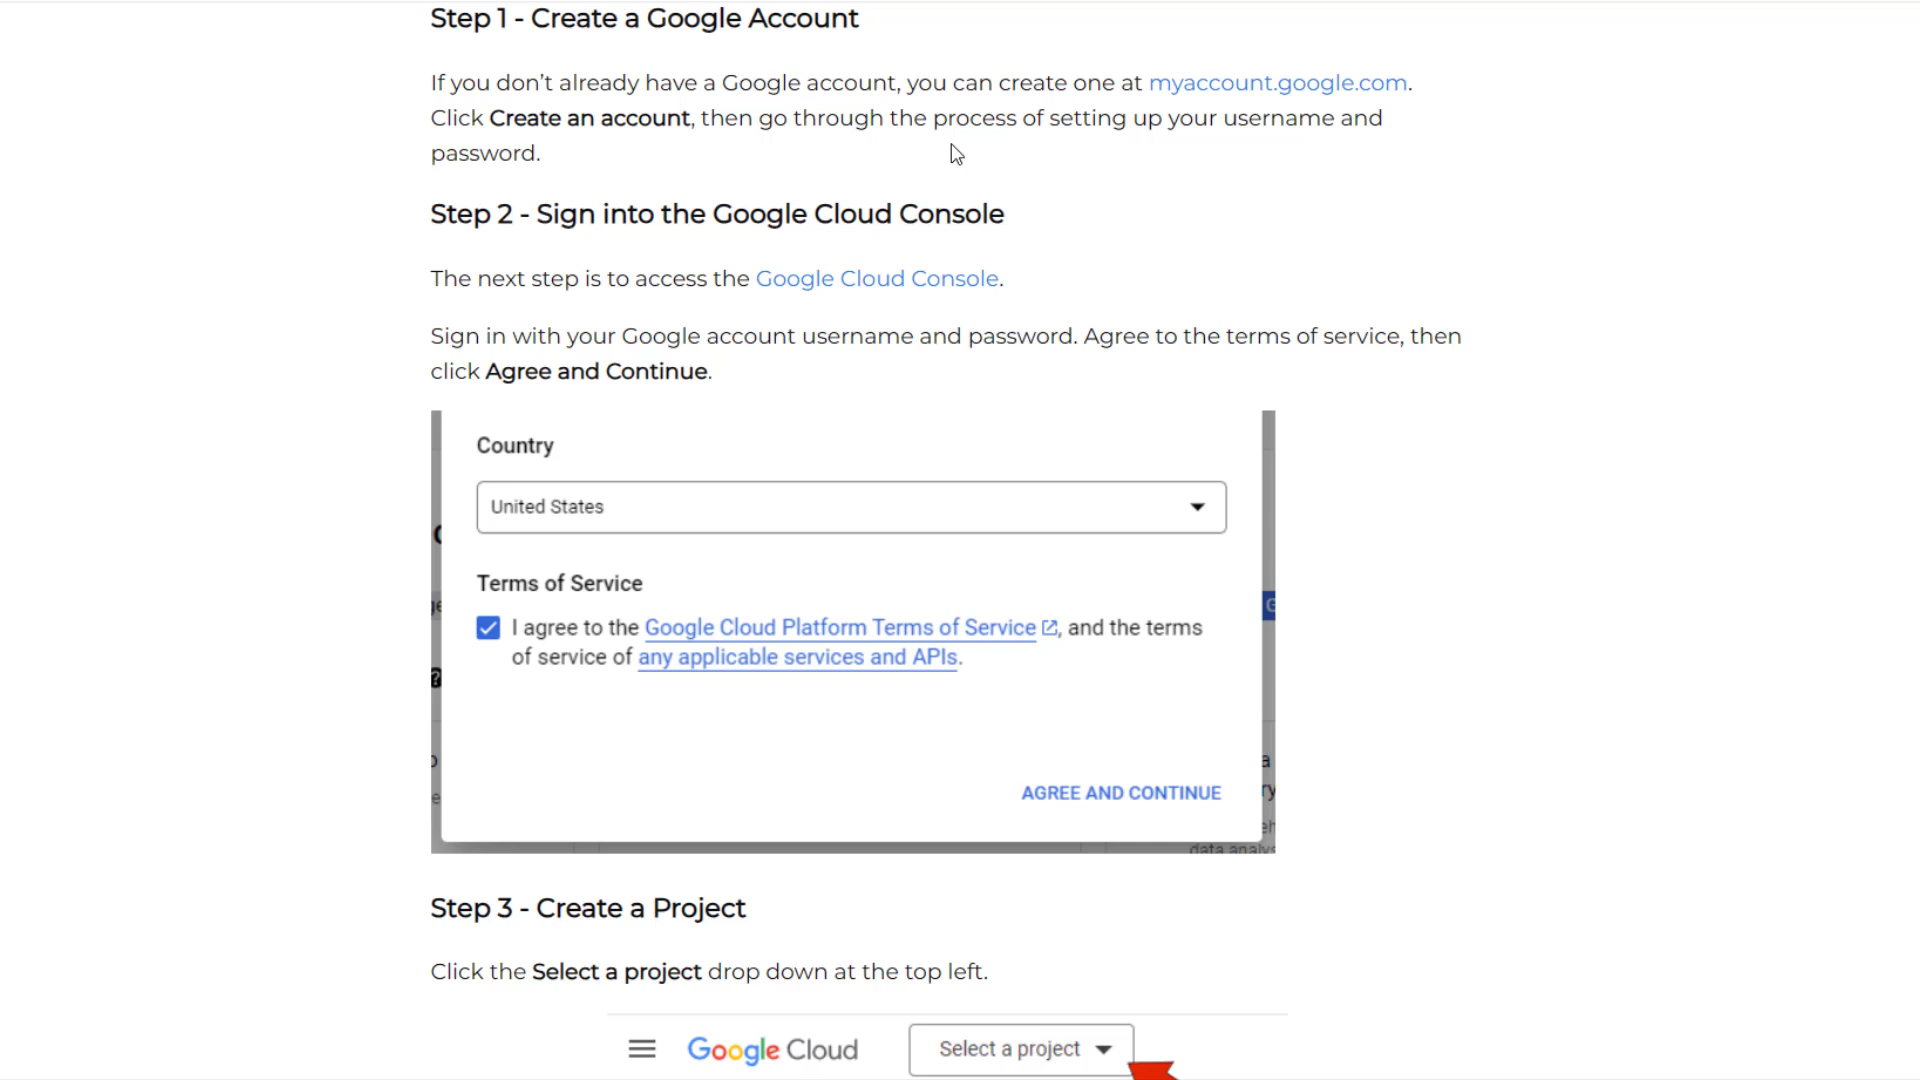 Step 1 - Create a Google Account
If you don’t already have a Google account, you can create one at myaccount.google.com.
Click Create an account, then go through the process of setting up your username and
password.
Step 2 - Sign into the Google Cloud Console
The next step is to access the Google Cloud Console.
Sign in with your Google account username and password. Agree to the terms of service, then
click Agree and Continue.
Country
United States
Terms of Service
I agree to the Google Cloud Platform Terms of Service, and the terms
of service of any applicable services and APIs.
AGREE AND CONTINUE
Step 3 - Create a Project
Click the Select a project drop down at the top left.
Google Cloud Select a project